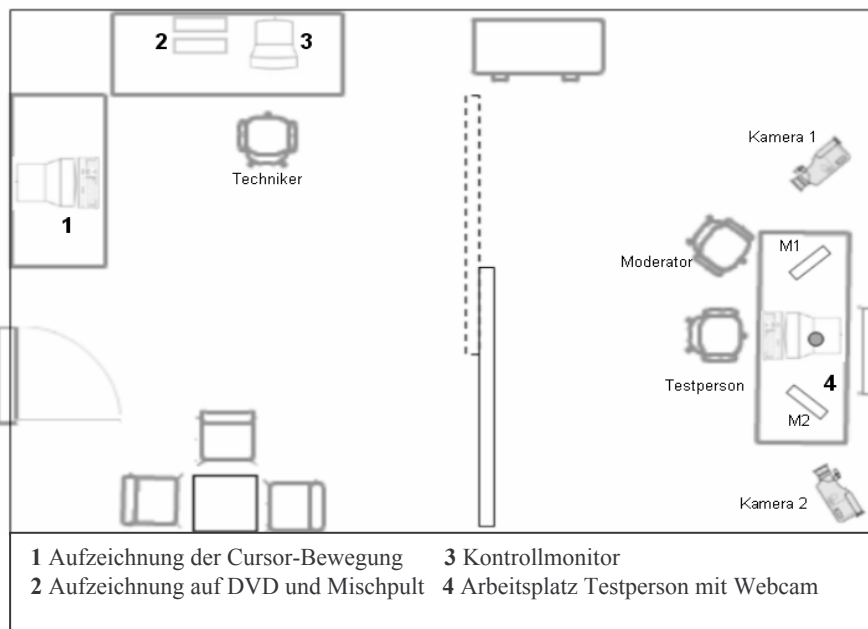 2
3
Kamera 1
Techniker
1
M1
Moderator
Testperson
4
M2
Kamera 2
1 Aufzeichnung der Cursor-Bewegung 3 Kontrollmonitor
2 Aufzeichnung auf DVD und Mischpult 4 Arbeitsplatz Testperson mit Webcam